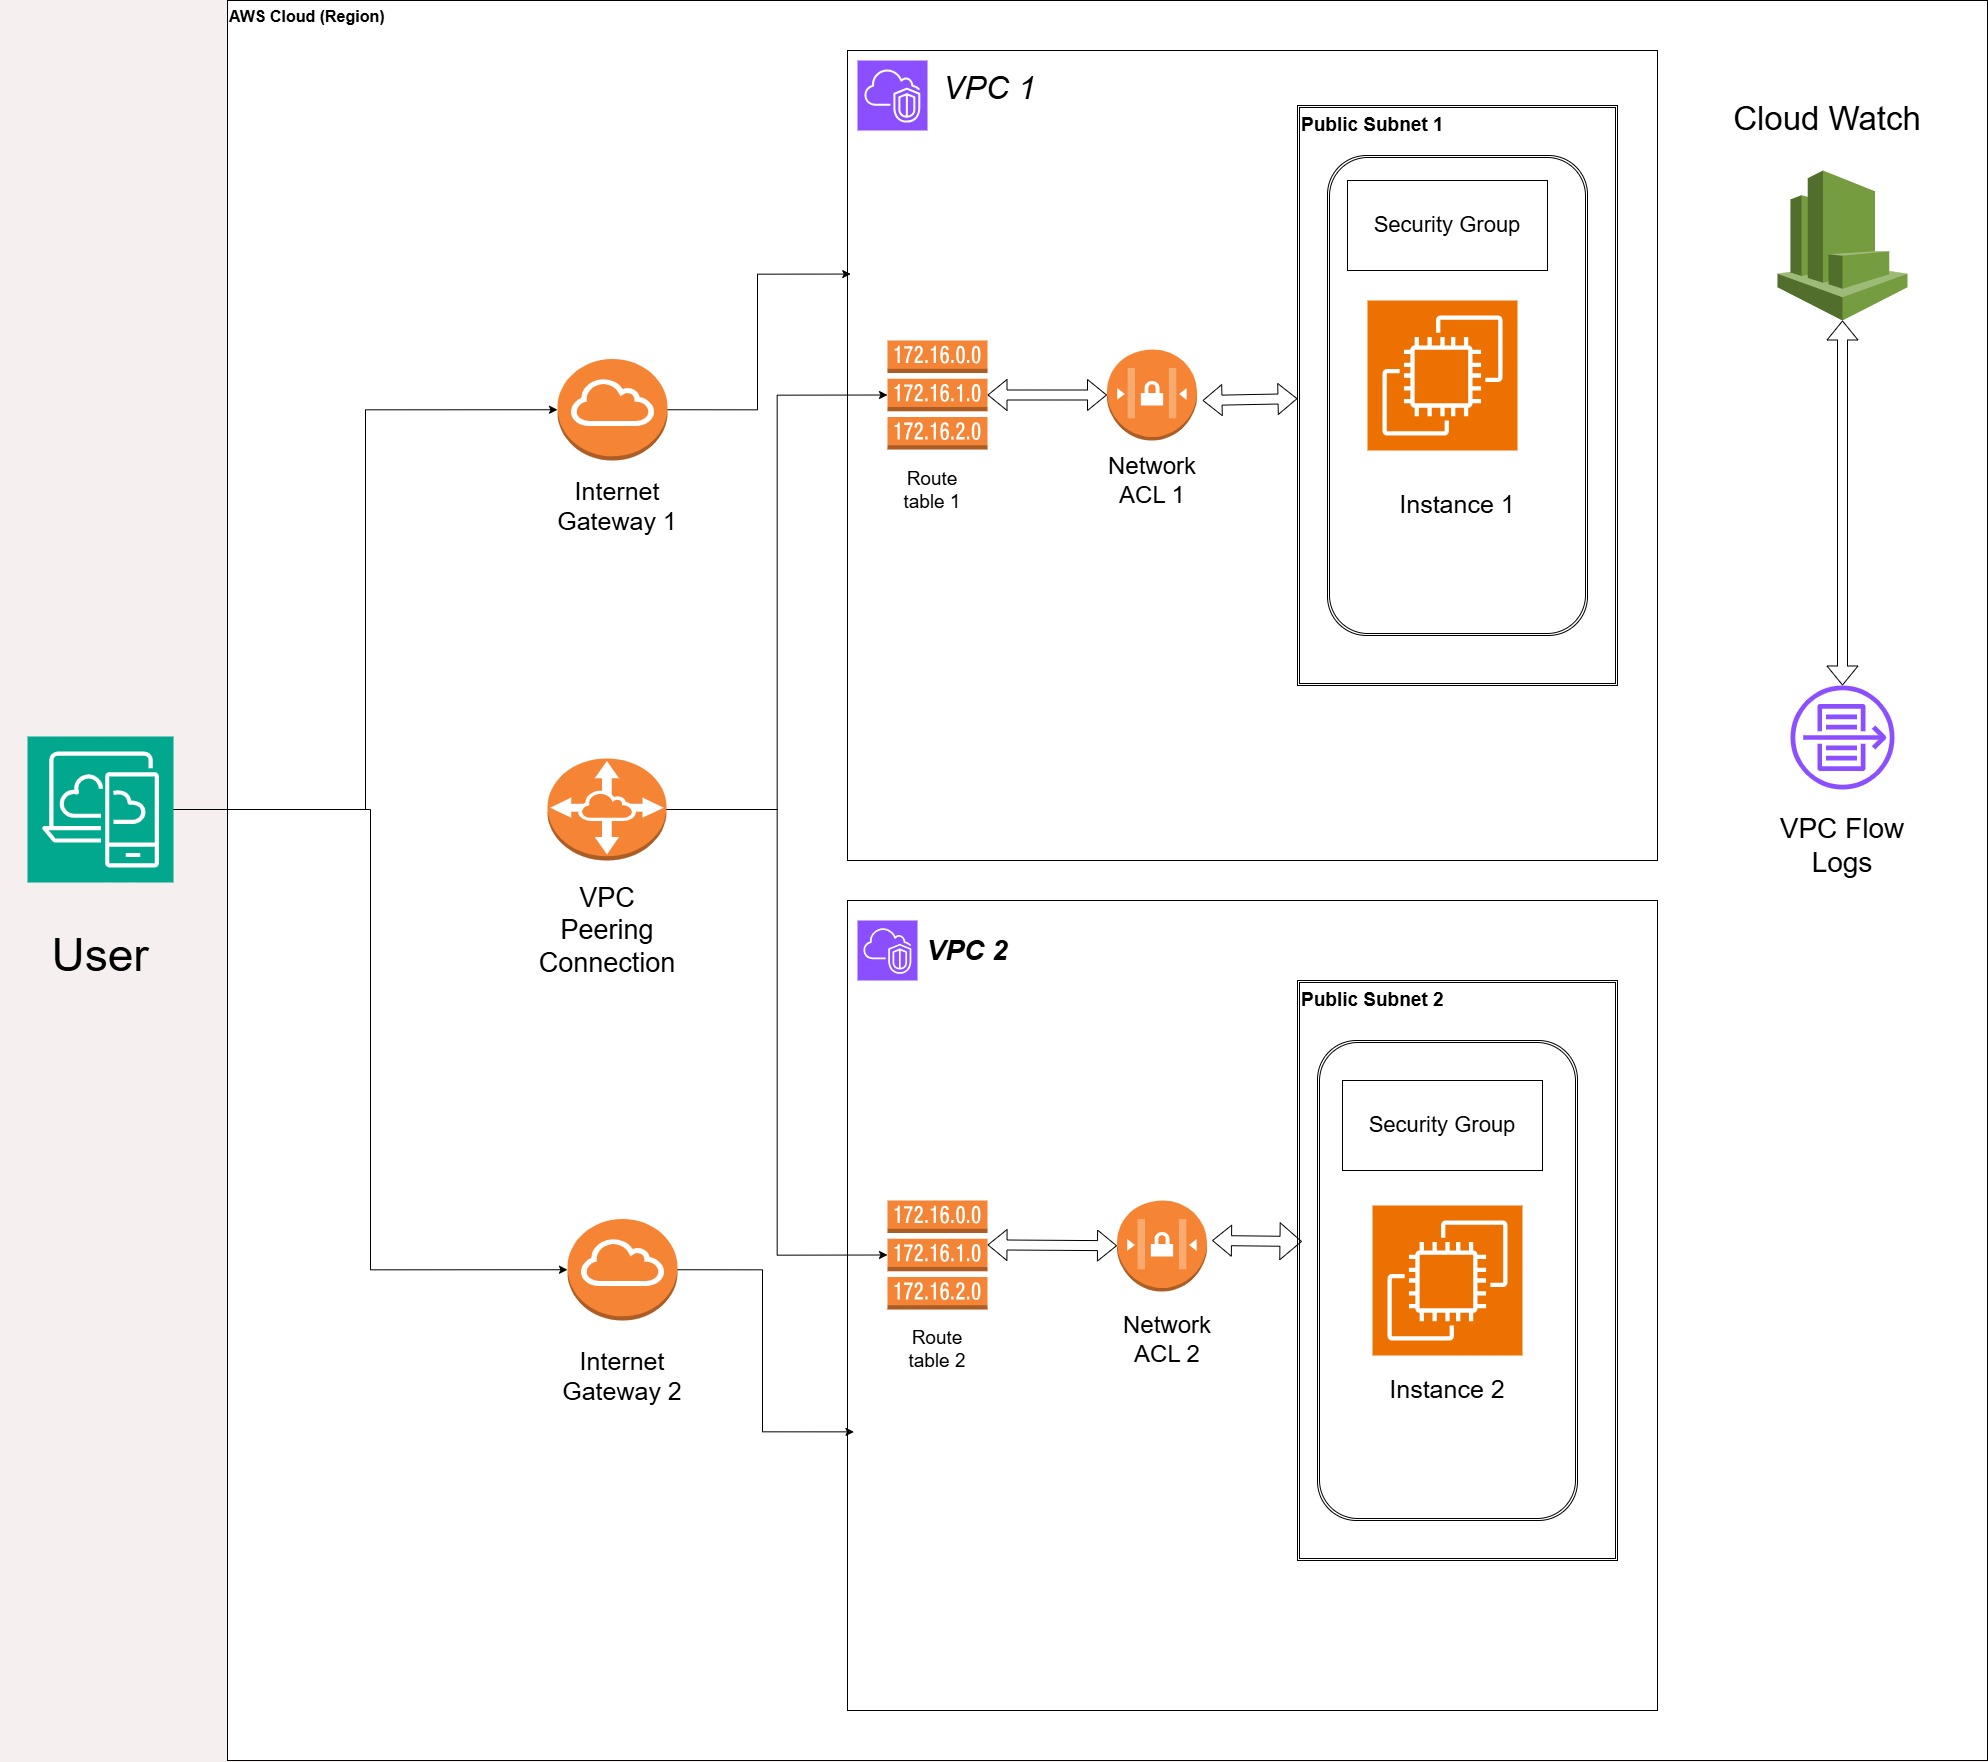 AWS Cloud (Region)
VPC 1
Public Subnet 1
Security Group
Instance 1
172.16.0.0
172.16.1.0
172.16.2.0
Route
table 1
Network
ACL 1
Internet
Gateway 1
Cloud Watch
VPC Flow
Logs
User
VPC
Peering
Connection
VPC 2
Public Subnet 2
Security Group
Instance 2
172.16.0.0
172.16.1.0
172.16.2.0
Route
table 2
Network
ACL 2
Internet
Gateway 2